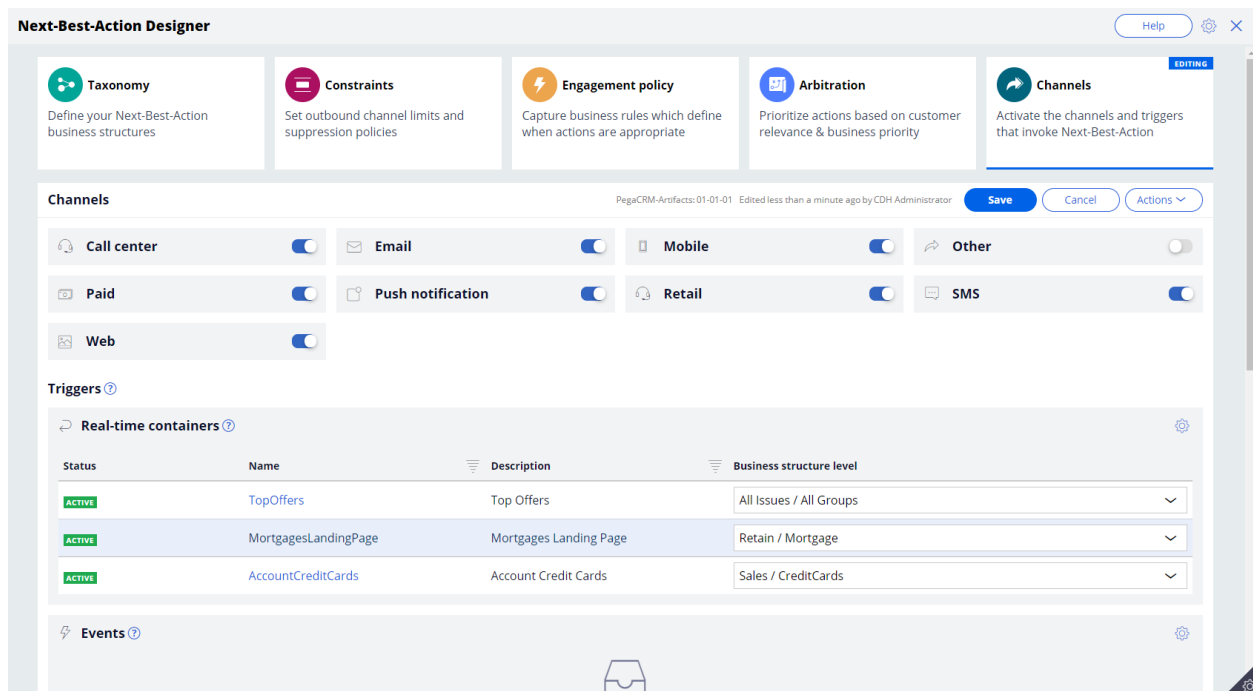 Next-Best-Action Designer
Help
EDITING
Taxonomy
Define your Next-Best-Action
business structures
Constraints
Set outbound channel limits and
suppression policies
Engagement policy
Capture business rules which define
when actions are appropriate
Arbitration
Prioritize actions based on customer
relevance & business priority
Channels
Activate the channels and triggers
that invoke Next-Best-Action
Channels
PegaCRM-Artifacts: 01-01-01 Edited less than a minute ago by CDH Administrator
Save
Cancel
Actions
Call center
Email
Mobile
Other
Paid
Push notification
Retail
SMS
Web
Triggers ?
Real-time containers ?
Status Name Description Business structure level
ACTIVE TopOffers Top Offers All Issues / All Groups
ACTIVE MortgagesLandingPage Mortgages Landing Page Retain / Mortgage
ACTIVE AccountCreditCards Account Credit Cards Sales / CreditCards
Events ?